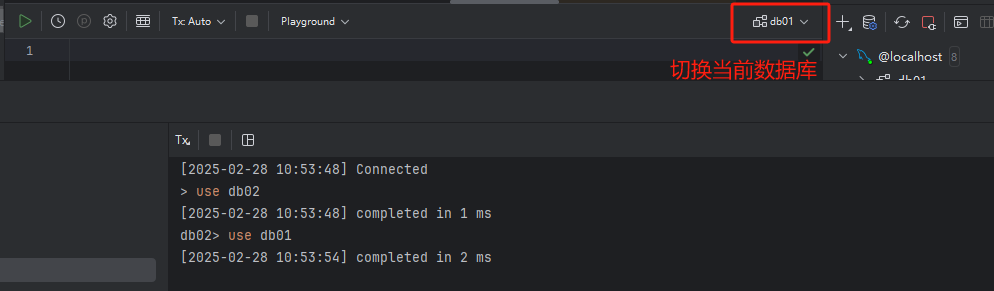 Tx: Auto
Playground
db01
1
切换当前数据库
@localhost 8
db01
Tx
[2025-02-28 10:53:48] Connected
> use db02
[2025-02-28 10:53:48] completed in 1 ms
db02> use db01
[2025-02-28 10:53:54] completed in 2 ms